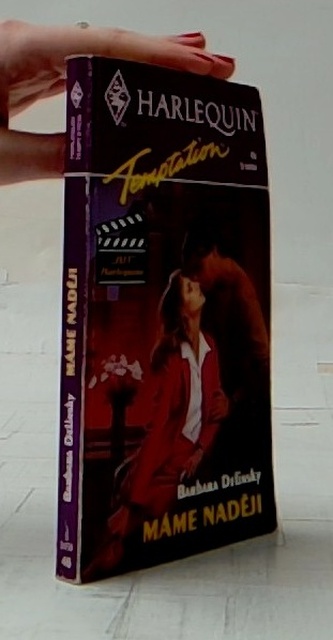 HARLEQUIN
Temptation
Barbara Delinsky
MÁME NADĚJI
Barbara Delinsky MÁME NADĚJI